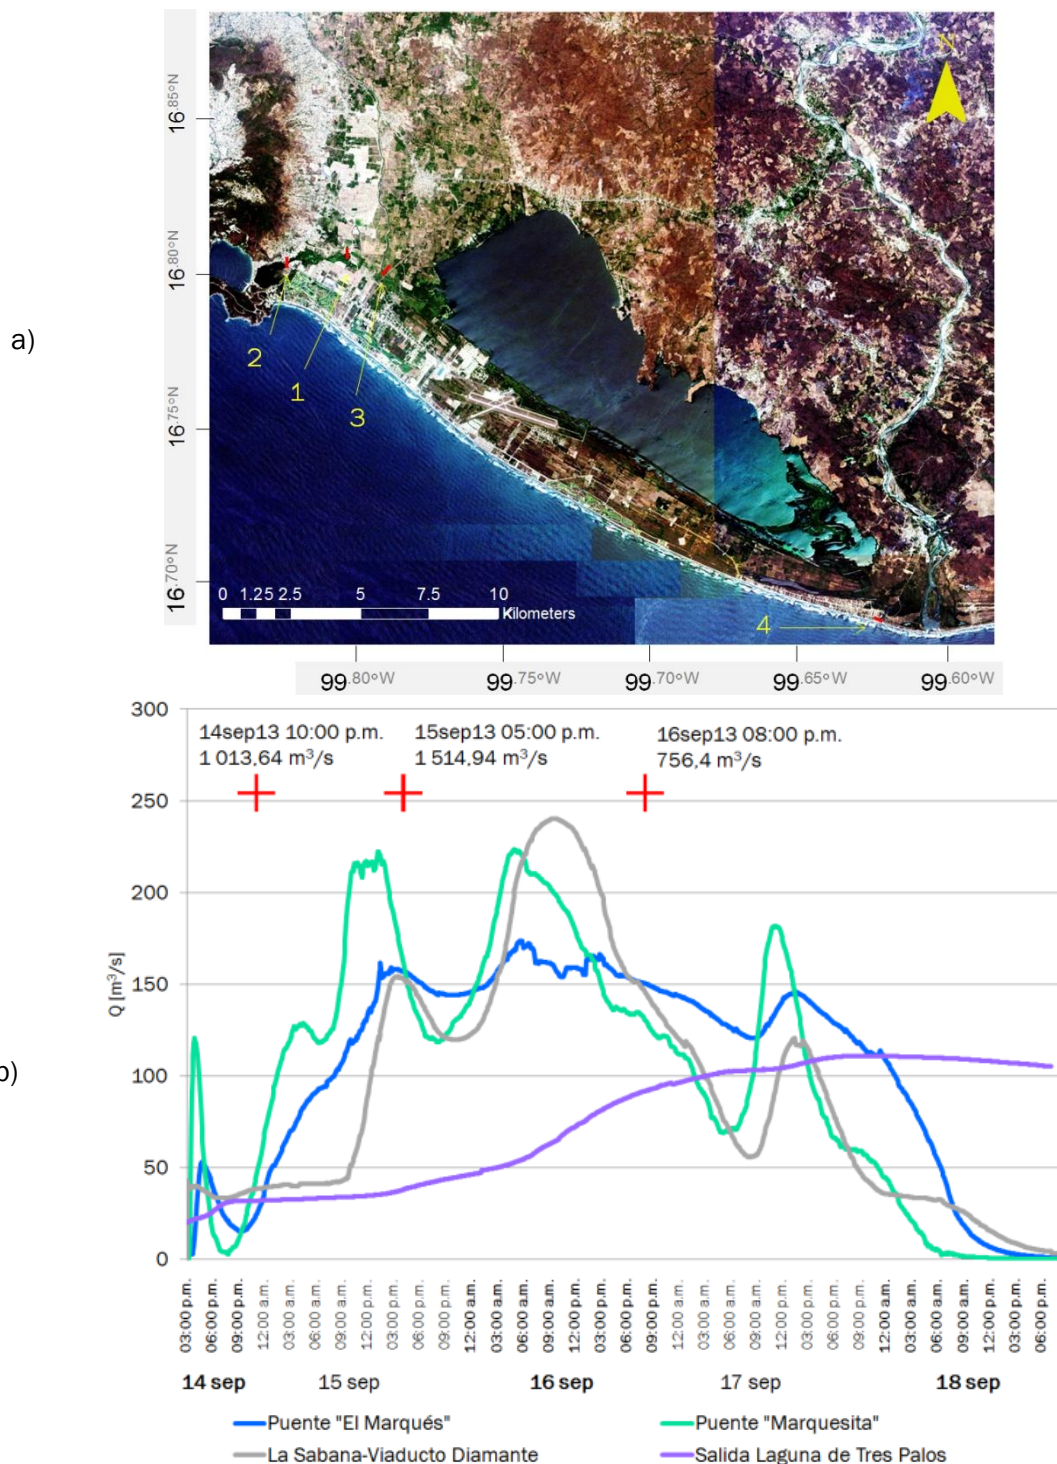 a)
16.85°N
16.80°N
16.75°N
16.70°N
N
2
1
3
4
0 1.25 2.5 5 7.5 10
Kilometers
99.80°W 99.75°W 99.70°W 99.65°W 99.60°W
b)
Q [m³/s]
300
250
200
150
100
50
0
14sep13 10:00 p.m.
1 013,64 m³/s
15sep13 05:00 p.m.
1 514,94 m³/s
16sep13 08:00 p.m.
756,4 m³/s
03:00 p.m.
06:00 p.m.
09:00 p.m.
12:00 a.m.
03:00 a.m.
06:00 a.m.
09:00 a.m.
12:00 p.m.
03:00 p.m.
06:00 p.m.
09:00 p.m.
12:00 a.m.
03:00 a.m.
06:00 a.m.
09:00 a.m.
12:00 p.m.
03:00 p.m.
06:00 p.m.
09:00 p.m.
12:00 a.m.
03:00 a.m.
06:00 a.m.
09:00 a.m.
12:00 p.m.
03:00 p.m.
06:00 p.m.
09:00 p.m.
12:00 a.m.
03:00 a.m.
06:00 a.m.
09:00 a.m.
12:00 p.m.
03:00 p.m.
06:00 p.m.
14 sep 15 sep 16 sep 17 sep 18 sep
Puente "El Marqués" Puente "Marquesita"
La Sabana-Viaducto Diamante Salida Laguna de Tres Palos